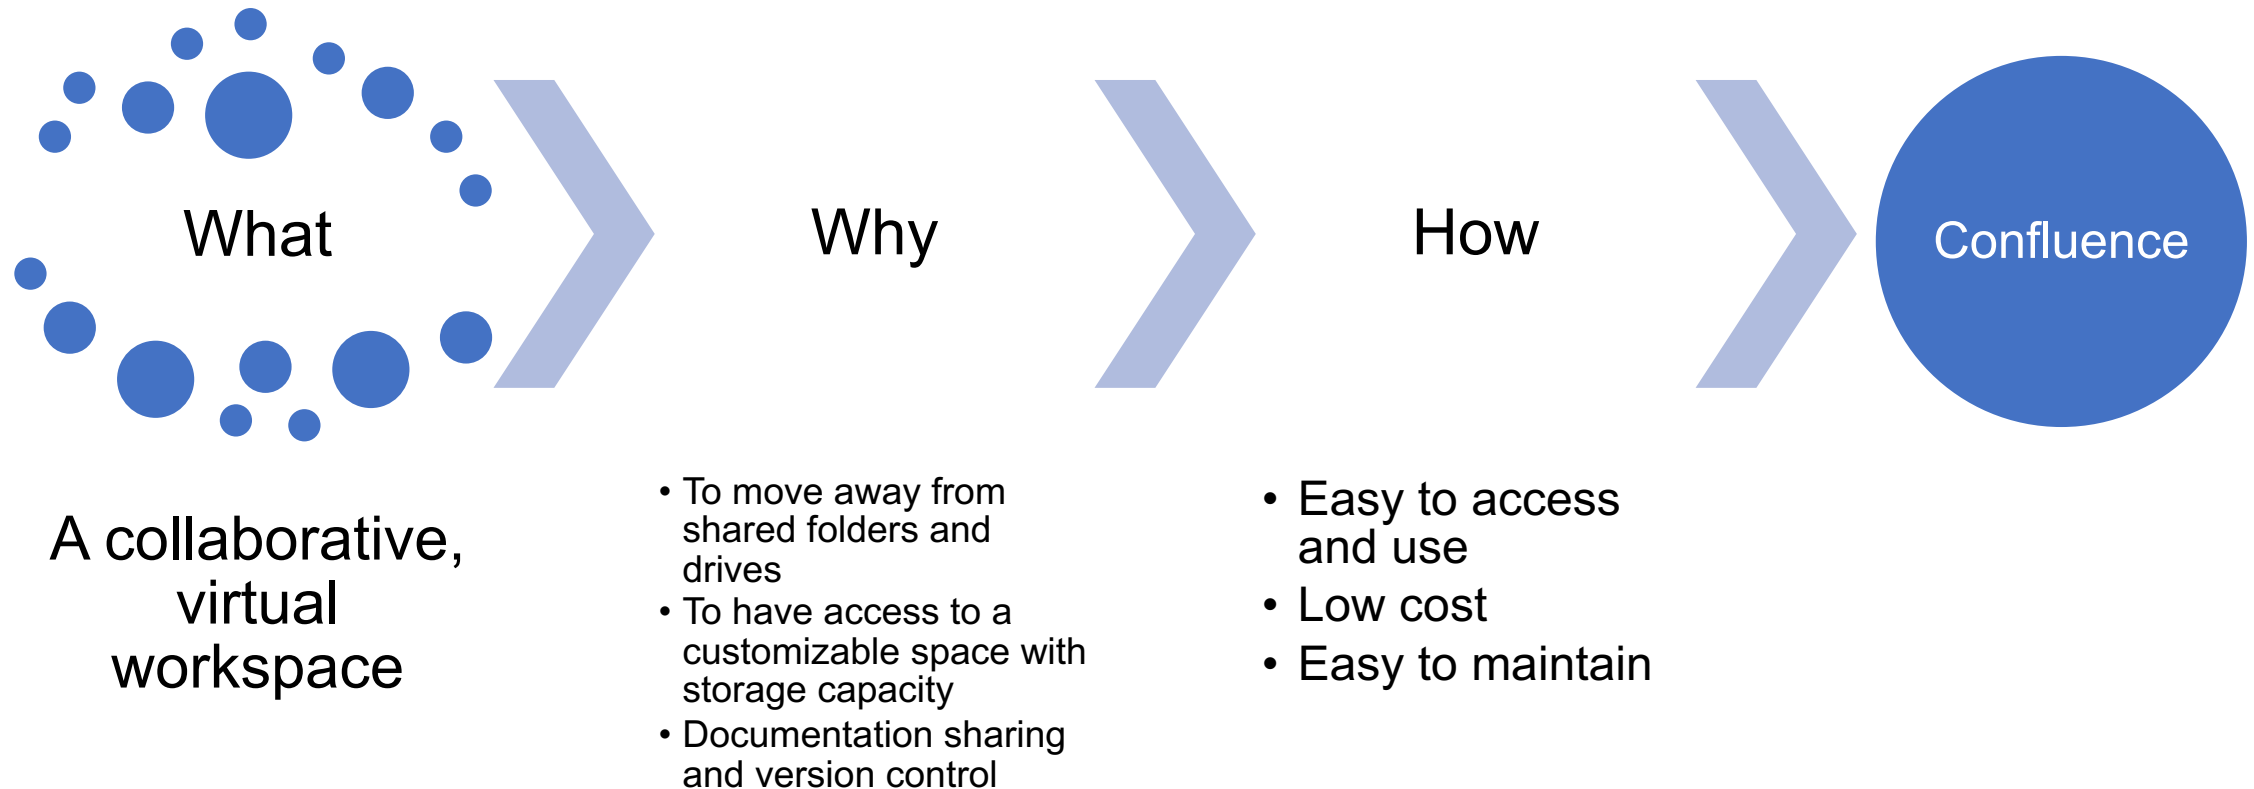 What
Why
How
Confluence
A collaborative,
virtual
workspace
• To move away from
shared folders and
drives
• To have access to a
customizable space with
storage capacity
• Documentation sharing
and version control
• Easy to access
and use
• Low cost
• Easy to maintain